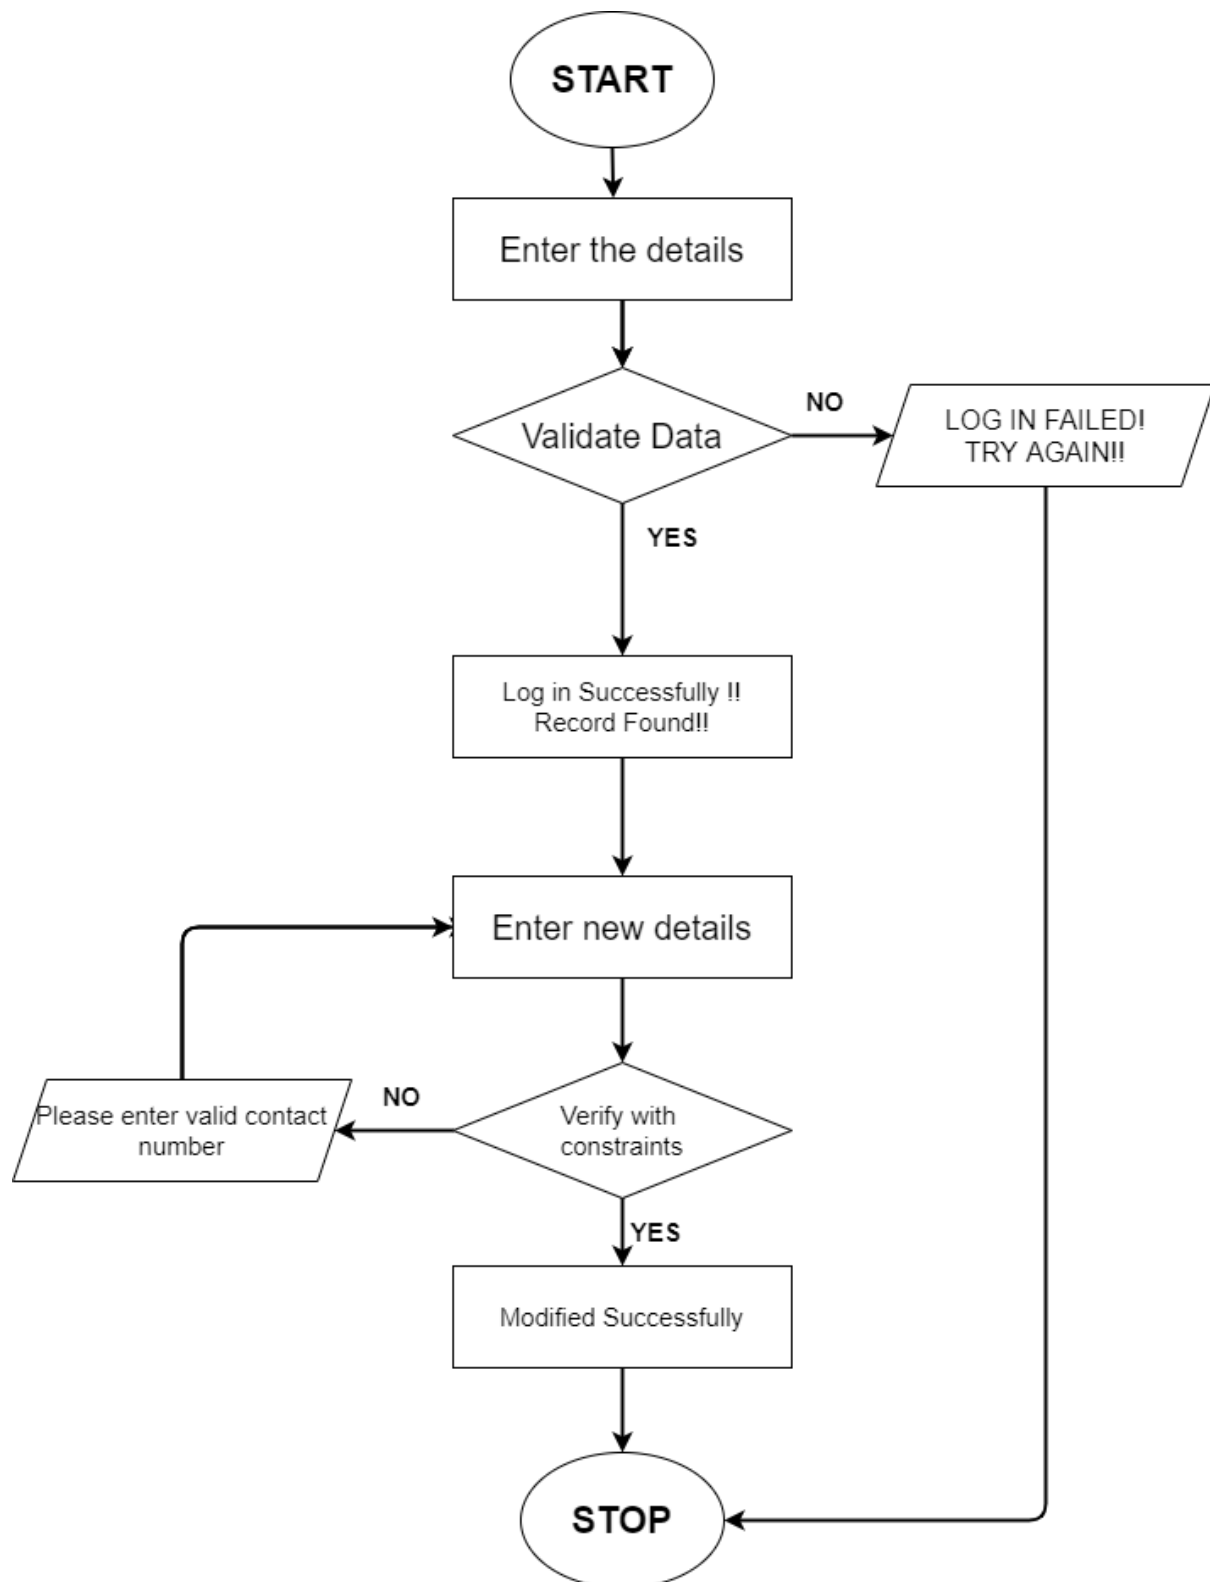 START
Enter the details
Validate Data
NO
LOG IN FAILED!
TRY AGAIN!!
YES
Log in Successfully !!
Record Found!!
Enter new details
NO
Please enter valid contact
number
Verify with
constraints
YES
Modified Successfully
STOP